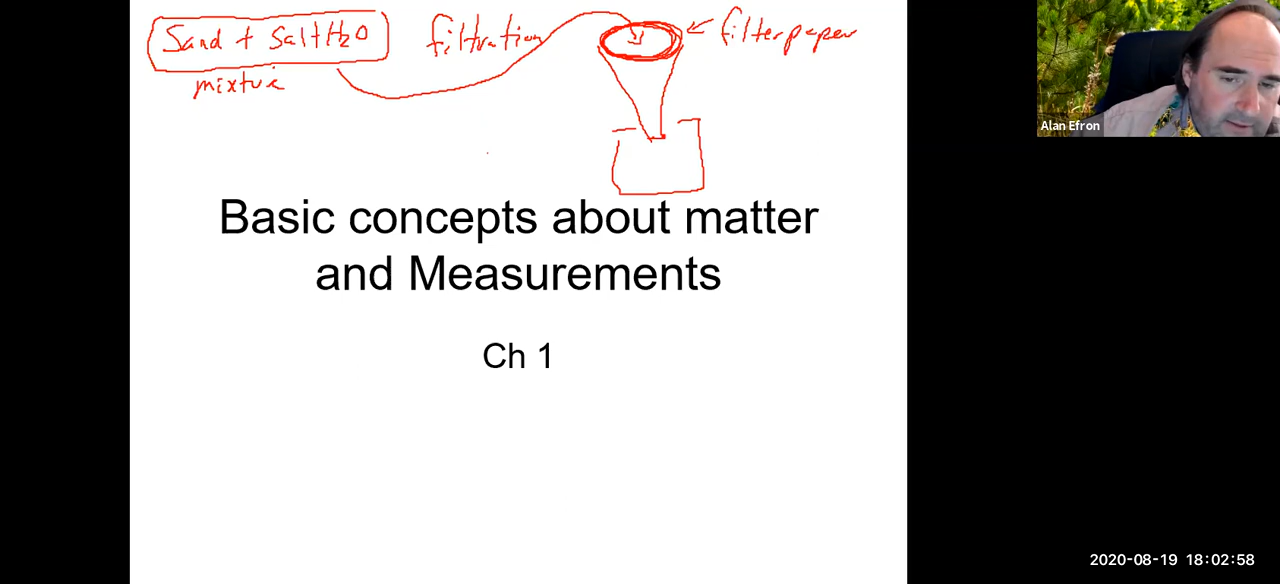 Sand + Salt H2O
filtration
filterpaper
mixture
Alan Efron
Basic concepts about matter
and Measurements
Ch 1
2020-08-19 18:02:58